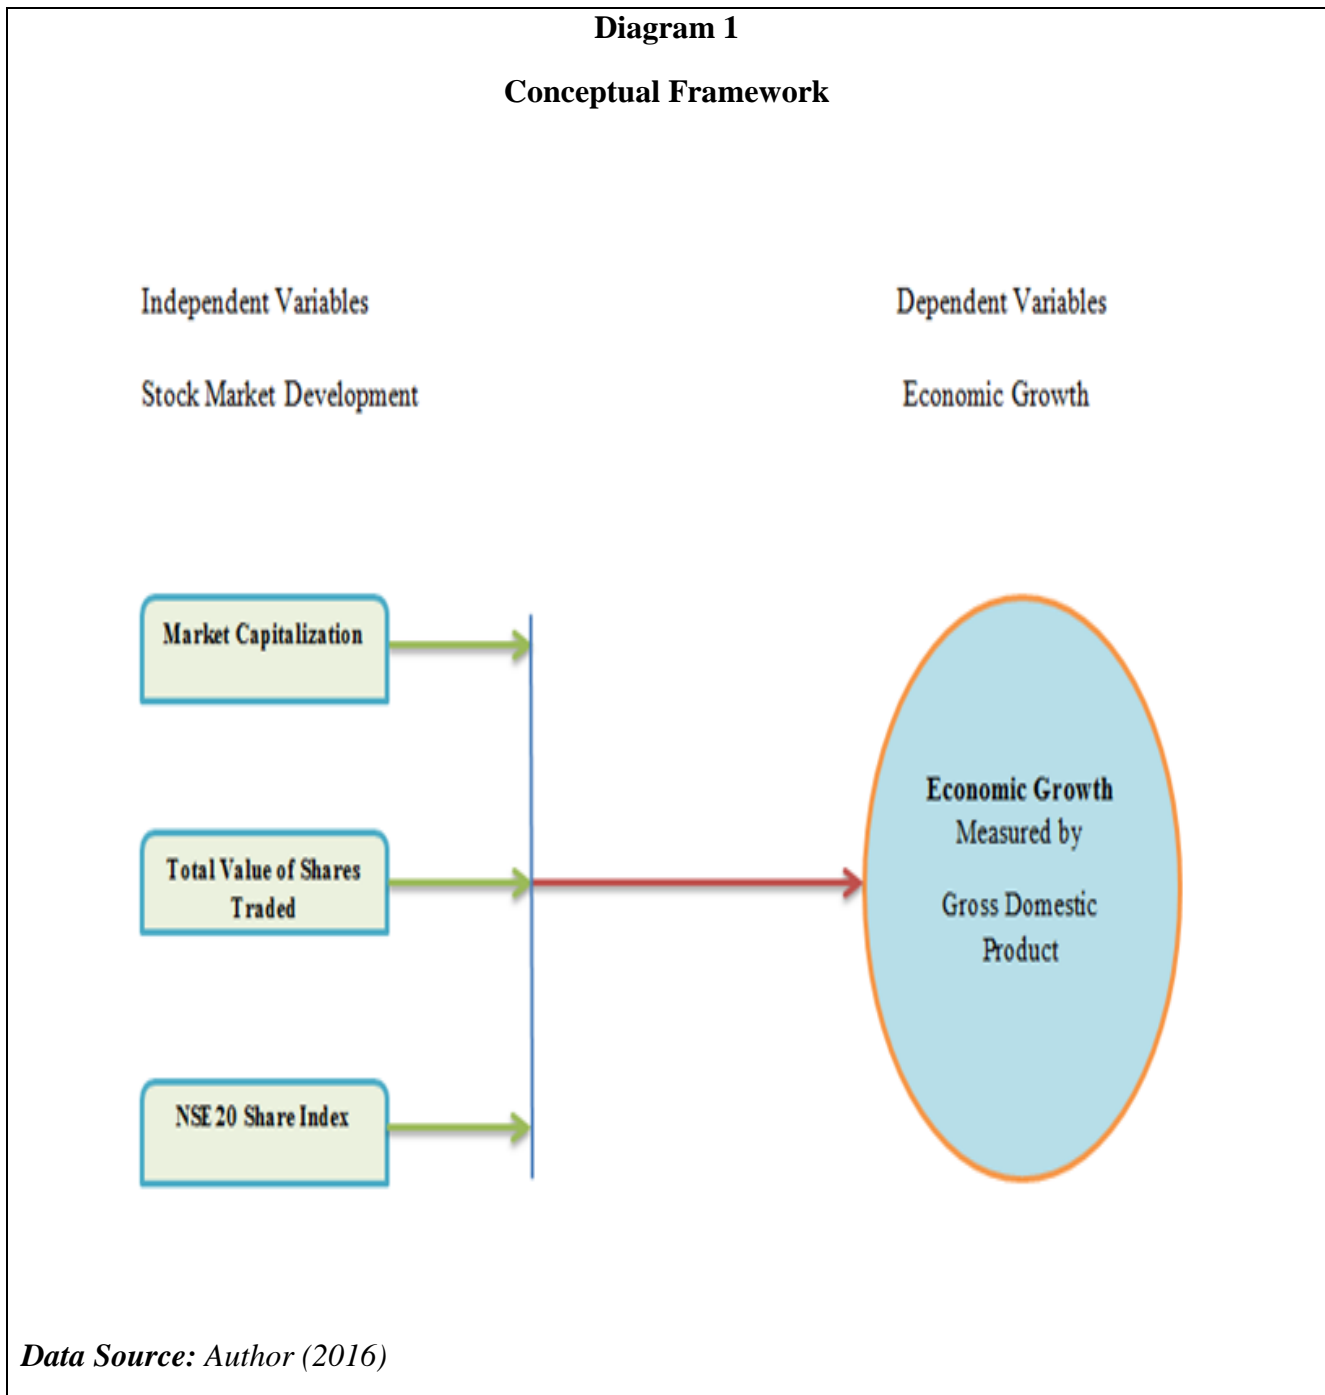 Diagram 1
Conceptual Framework
Independent Variables
Dependent Variables
Stock Market Development
Economic Growth
Market Capitalization
Total Value of Shares
Traded
NSE 20 Share Index
Economic Growth
Measured by
Gross Domestic
Product
Data Source: Author (2016)